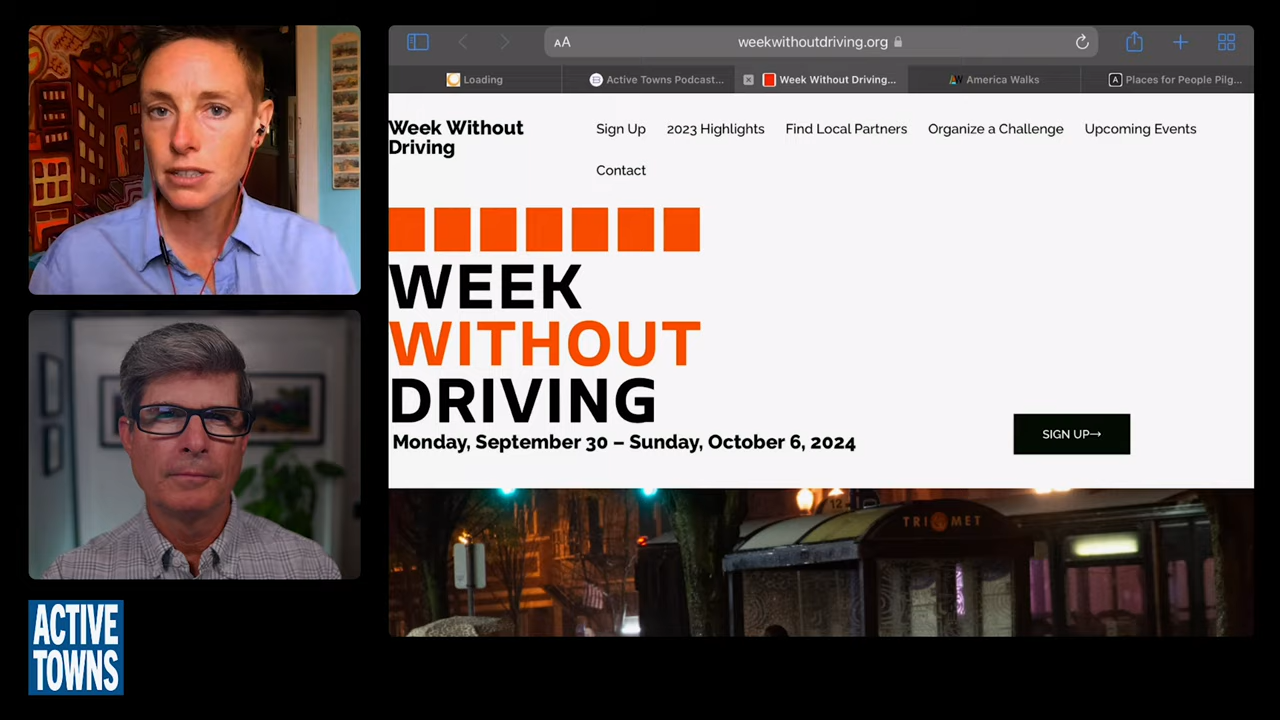 AA
weekwithoutdriving.org
Loading
Active Towns Podcast...
Week Without Driving...
America Walks
Places for People Pilg...
Week Without
Driving
Sign Up
2023 Highlights
Find Local Partners
Organize a Challenge
Upcoming Events
Contact
WEEK
WITHOUT
DRIVING
Monday, September 30 – Sunday, October 6, 2024
SIGN UP→
12
TRI MET
ACTIVE
TOWNS